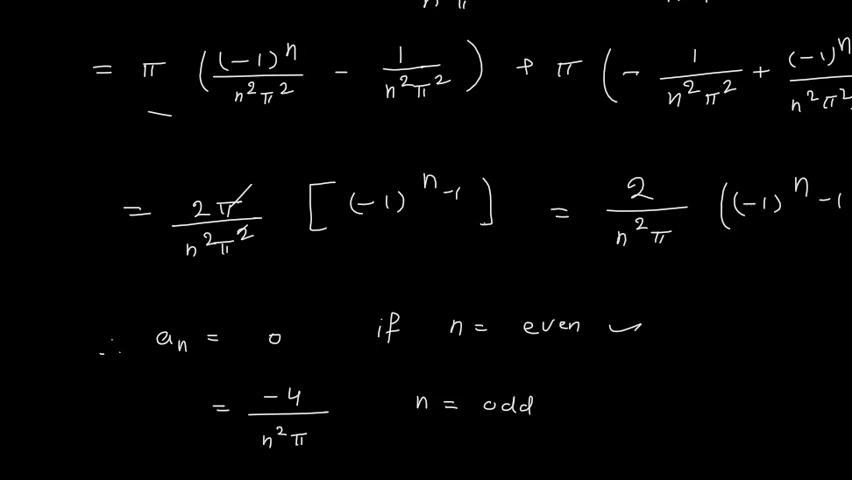 n π
= π ( (-1)^n / n²π² - 1 / n²π² ) + π ( - 1 / n²π² + (-1)^n / n²π²
= 2π / n²π² [ (-1)^n -1 ] = 2 / n²π ( (-1)^n -1
∴ aₙ = 0 if n = even ✓
= -4 / n²π n = odd